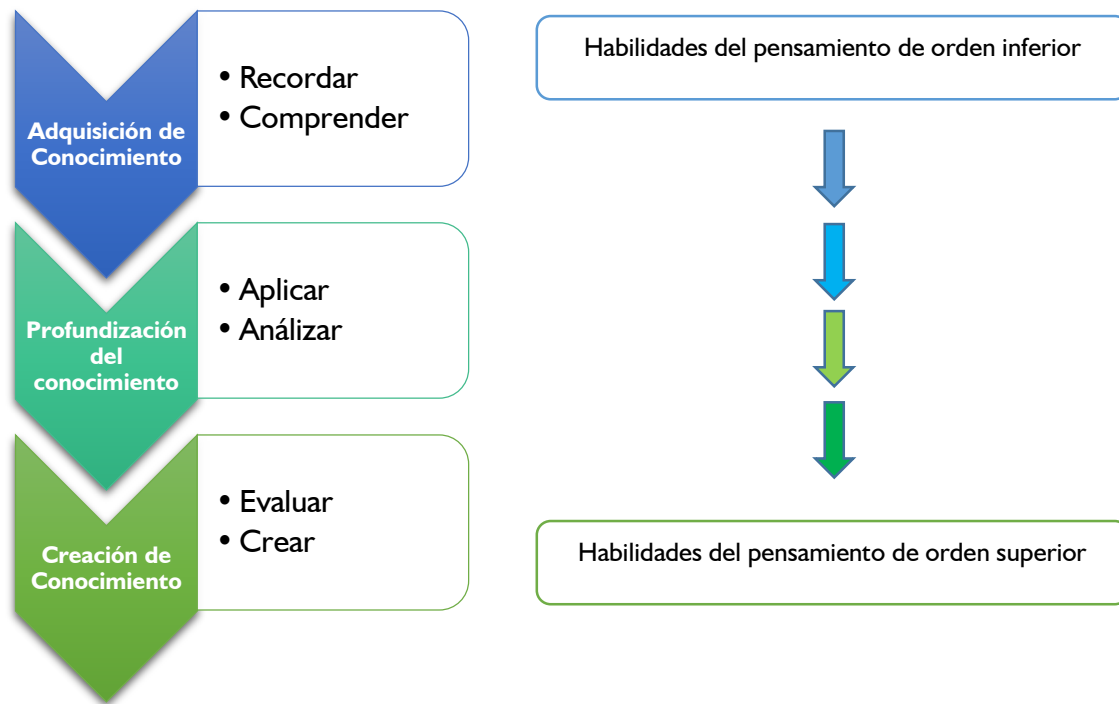 Adquisición de
Conocimiento
• Recordar
• Comprender
Habilidades del pensamiento de orden inferior
Profundización
del
conocimiento
• Aplicar
• Análizar
Creación de
Conocimiento
• Evaluar
• Crear
Habilidades del pensamiento de orden superior